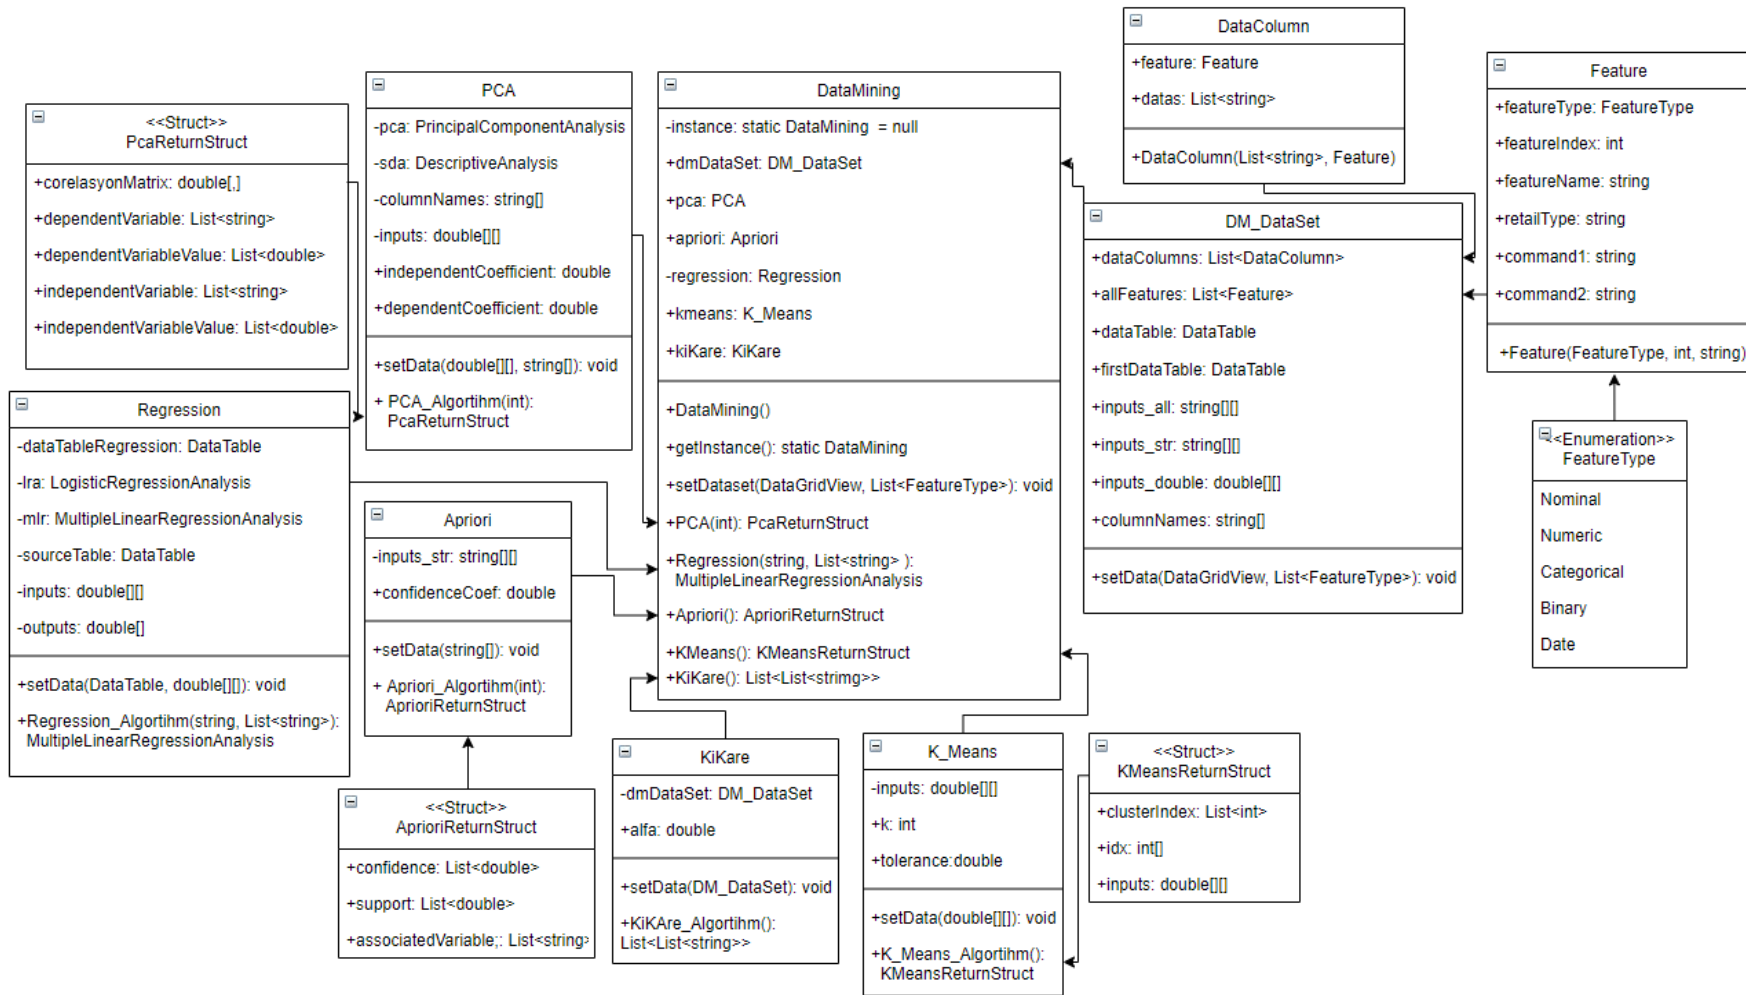 <<Struct>>
PcaReturnStruct
+corelasyonMatrix: double[,]
+dependentVariable: List<string>
+dependentVariableValue: List<double>
+independentVariable: List<string>
+independentVariableValue: List<double>
PCA
-pca: PrincipalComponentAnalysis
-sda: DescriptiveAnalysis
-columnNames: string[]
-inputs: double[][]
+independentCoefficient: double
+dependentCoefficient: double
+setData(double[][], string[]): void
+ PCA_Algortihm(int):
PcaReturnStruct
DataMining
-instance: static DataMining = null
+dmDataSet: DM_DataSet
+pca: PCA
+apriori: Apriori
-regression: Regression
+kmeans: K_Means
+kiKare: KiKare
+DataMining()
+getInstance(): static DataMining
+setDataset(DataGridView, List<FeatureType>): void
+PCA(int): PcaReturnStruct
+Regression(string, List<string> ):
MultipleLinearRegressionAnalysis
+Apriori(): AprioriReturnStruct
+KMeans(): KMeansReturnStruct
+KiKare(): List<List<strimg>>
DataColumn
+feature: Feature
+datas: List<string>
+DataColumn(List<string>, Feature)
DM_DataSet
+dataColumns: List<DataColumn>
+allFeatures: List<Feature>
+dataTable: DataTable
+firstDataTable: DataTable
+inputs_all: string[][]
+inputs_str: string[][]
+inputs_double: double[][]
+columnNames: string[]
+setData(DataGridView, List<FeatureType>): void
Feature
+featureType: FeatureType
+featureIndex: int
+featureName: string
+retailType: string
+command1: string
+command2: string
+Feature(FeatureType, int, string)
<<Enumeration>>
FeatureType
Nominal
Numeric
Categorical
Binary
Date
Regression
-dataTableRegression: DataTable
-lra: LogisticRegressionAnalysis
-mlr: MultipleLinearRegressionAnalysis
-sourceTable: DataTable
-inputs: double[][]
-outputs: double[]
+setData(DataTable, double[][]): void
+Regression_Algortihm(string, List<string>):
MultipleLinearRegressionAnalysis
Apriori
-inputs_str: string[][]
+confidenceCoef: double
+setData(string[]): void
+ Apriori_Algortihm(int):
AprioriReturnStruct
<<Struct>>
AprioriReturnStruct
+confidence: List<double>
+support: List<double>
+associatedVariable;: List<string>
KiKare
-dmDataSet: DM_DataSet
+alfa: double
+setData(DM_DataSet): void
+KiKAre_Algortihm():
List<List<string>>
K_Means
-inputs: double[][]
+k: int
+tolerance:double
+setData(double[][]): void
+K_Means_Algortihm():
KMeansReturnStruct
<<Struct>>
KMeansReturnStruct
+clusterIndex: List<int>
+idx: int[]
+inputs: double[][]